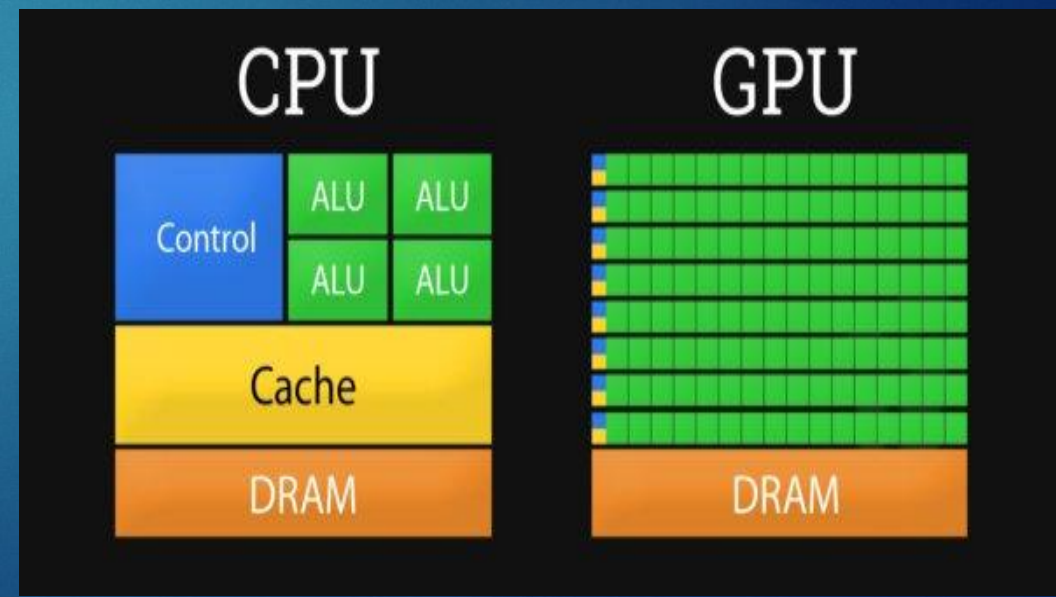 CPU
GPU
Control
ALU
ALU
ALU
ALU
Cache
DRAM
DRAM